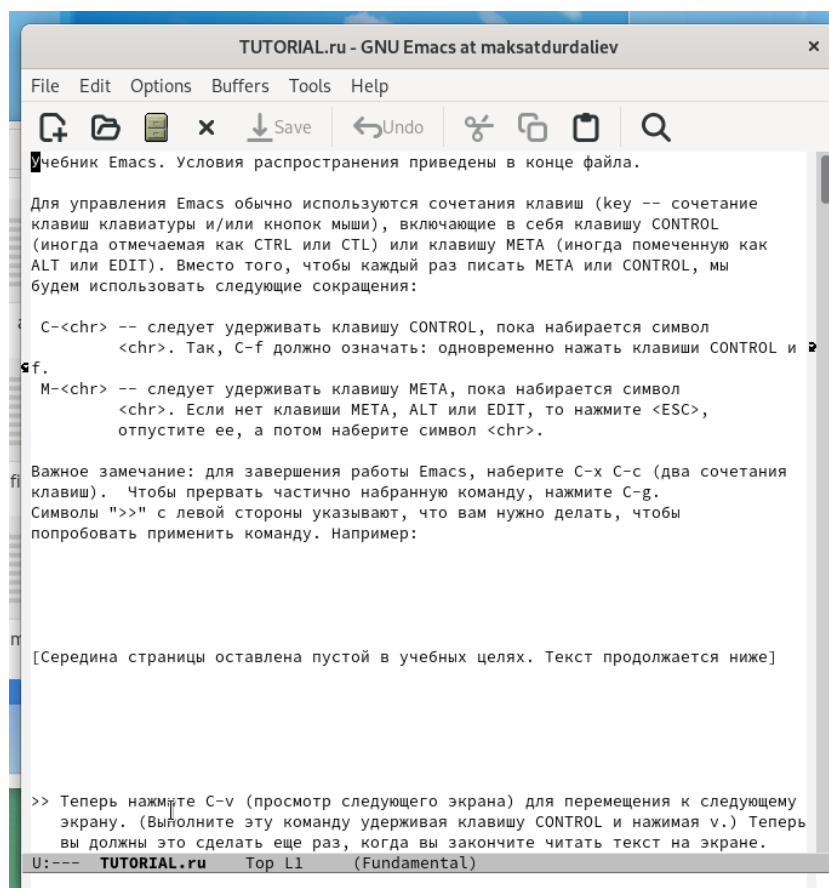 TUTORIAL.ru - GNU Emacs at maksatdurdaliev
File Edit Options Buffers Tools Help
Save Undo
Учебник Emacs. Условия распространения приведены в конце файла.
Для управления Emacs обычно используются сочетания клавиш (key -- сочетание
клавиш клавиатуры и/или кнопок мыши), включающие в себя клавишу CONTROL
(иногда отмечаемая как CTRL или CTL) или клавишу META (иногда помеченную как
ALT или EDIT). Вместо того, чтобы каждый раз писать META или CONTROL, мы
будем использовать следующие сокращения:
C-<chr> -- следует удерживать клавишу CONTROL, пока набирается символ
<chr>. Так, C-f должно означать: одновременно нажать клавиши CONTROL и
f.
M-<chr> -- следует удерживать клавишу META, пока набирается символ
<chr>. Если нет клавиши META, ALT или EDIT, то нажмите <ESC>,
отпустите ее, а потом наберите символ <chr>.
Важное замечание: для завершения работы Emacs, наберите C-x C-c (два сочетания
клавиш). Чтобы прервать частично набранную команду, нажмите C-g.
Символы ">>" с левой стороны указывают, что вам нужно делать, чтобы
попробовать применить команду. Например:
[Середина страницы оставлена пустой в учебных целях. Текст продолжается ниже]
>> Теперь нажмите C-v (просмотр следующего экрана) для перемещения к следующему
экрану. (Выполните эту команду удерживая клавишу CONTROL и нажимая v.) Теперь
вы должны это сделать еще раз, когда вы закончите читать текст на экране.
U:--- TUTORIAL.ru Top L1 (Fundamental)